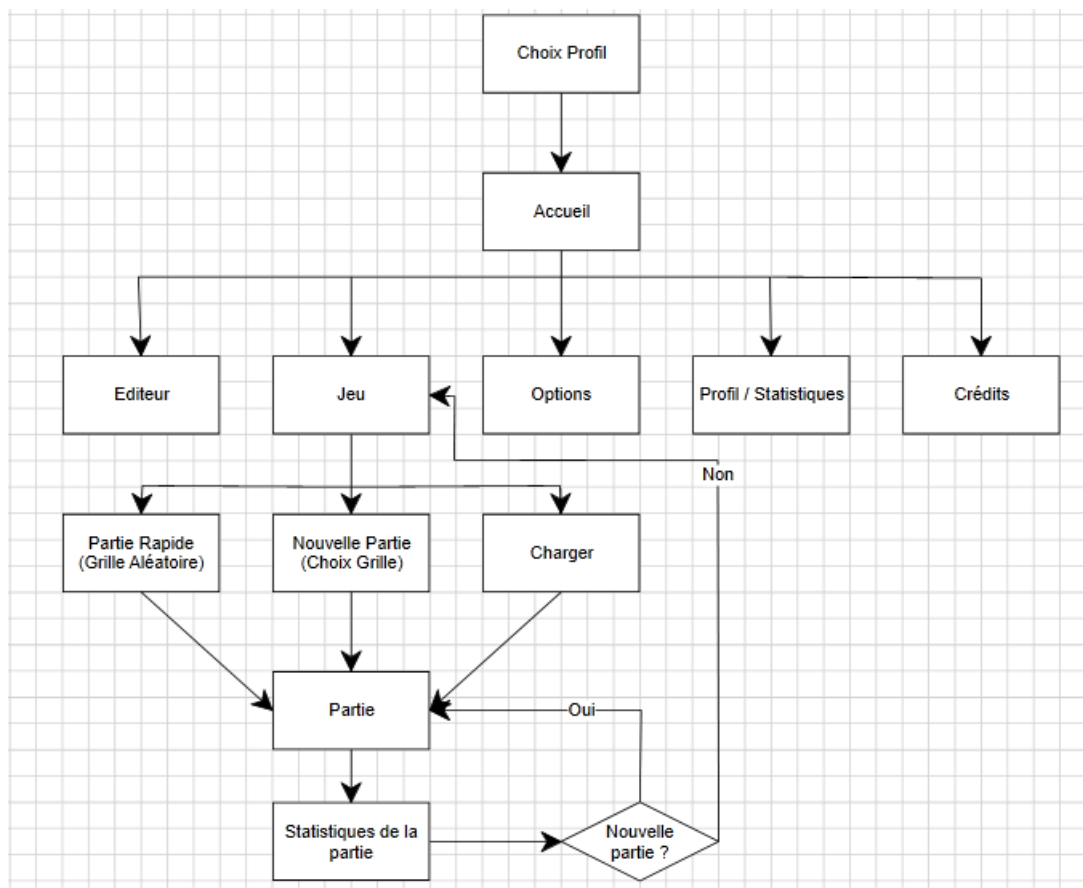 Choix Profil
Accueil
Editeur
Jeu
Options
Profil / Statistiques
Crédits
Non
Partie Rapide
(Grille Aléatoire)
Nouvelle Partie
(Choix Grille)
Charger
Partie
Oui
Statistiques de la
partie
Nouvelle
partie ?